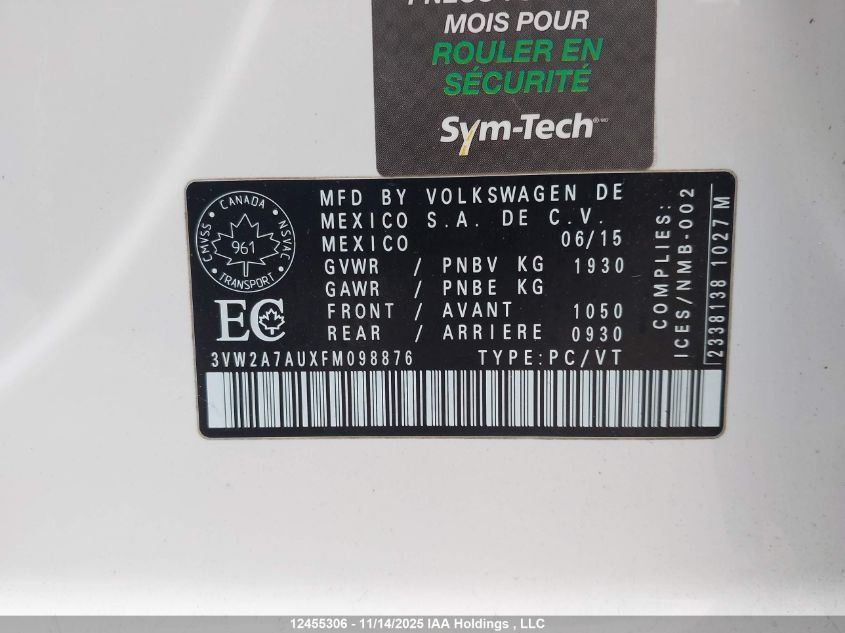 MOIS POUR
ROULER EN
SÉCURITÉ
Sym-Tech
CANADA
CMVSS
NSVAC
961
TRANSPORT
EC
MFD BY VOLKSWAGEN DE
MEXICO S.A. DE C.V.
MEXICO 06/15
GVWR / PNBV KG 1930
GAWR / PNBE KG
FRONT / AVANT 1050
REAR / ARRIERE 0930
3VW2A7AUXFM098876 TYPE:PC/VT
COMPLIES:
ICES/NMB-002
2338138 1027 M
12455306 - 11/14/2025 IAA Holdings , LLC